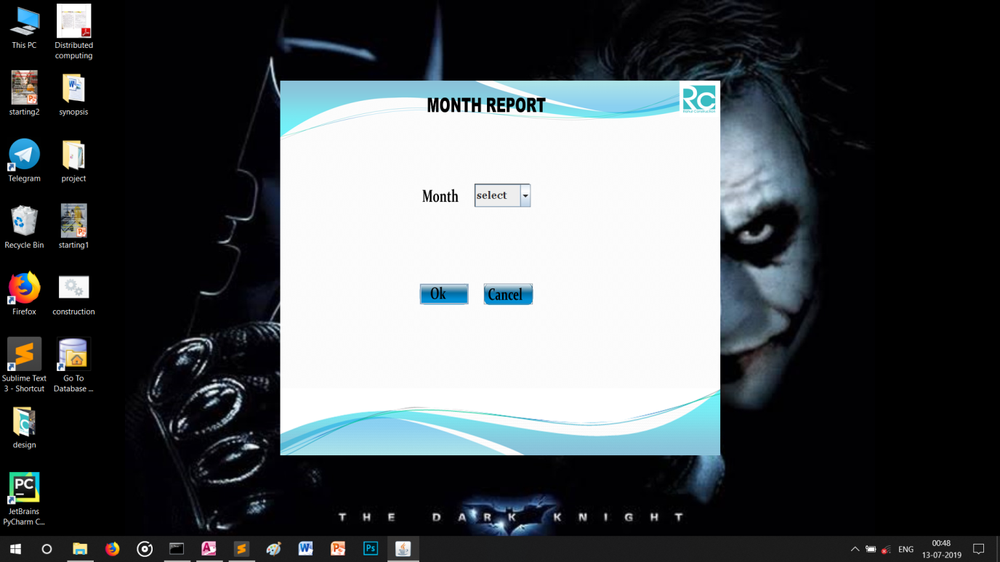 This PC
Distributed
computing
starting2
synopsis
Telegram
project
Recycle Bin
starting1
Firefox
construction
Sublime Text
3 - Shortcut
Go To
Database ...
design
PC
JetBrains
PyCharm C...
MONTH REPORT
RC
Month
select
Ok
Cancel
THE DARK KNIGHT
ENG
00:48
13-07-2019
Ps